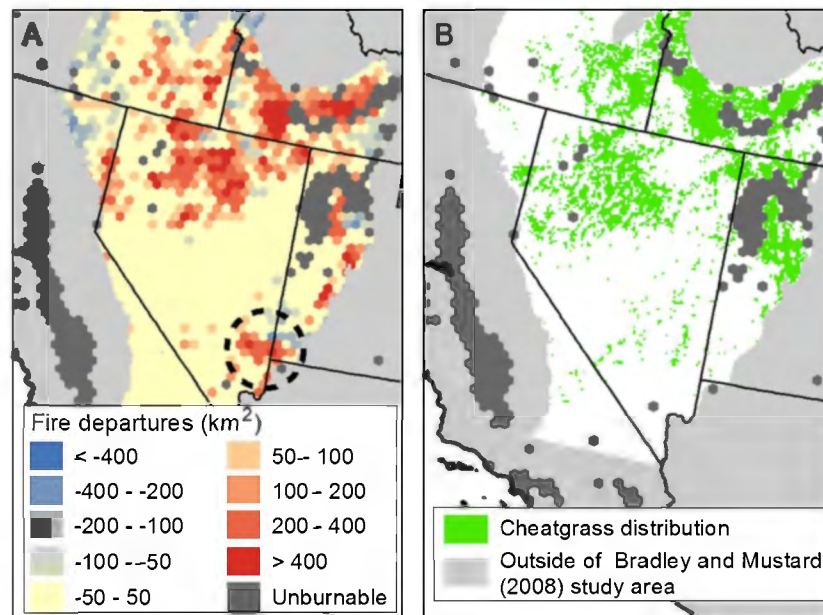 A
B
Fire departures (km²)
< -400
-400 - -200
-200 - -100
-100 --50
-50 - 50
50-- 100
100-- 200
200 - 400
> 400
Unburnable
Cheatgrass distribution
Outside of Bradley and Mustard
(2008) study area